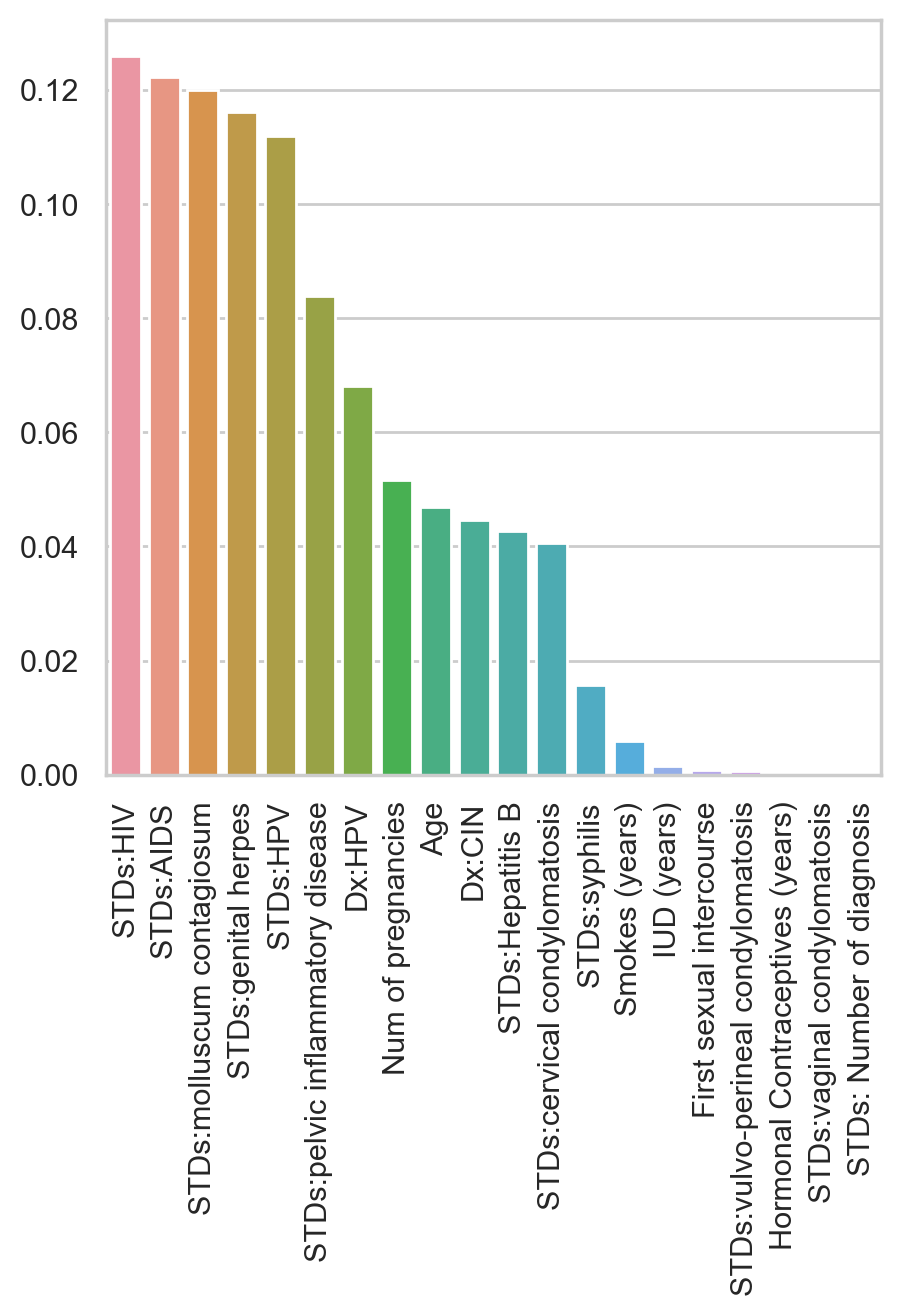 0.12
0.10
0.08
0.06
0.04
0.02
0.00
STDs:HIV
STDs:AIDS
STDs:molluscum contagiosum
STDs:genital herpes
STDs:HPV
STDs:pelvic inflammatory disease
Dx:HPV
Num of pregnancies
Age
Dx:CIN
STDs:Hepatitis B
STDs:cervical condylomatosis
STDs:syphilis
Smokes (years)
IUD (years)
First sexual intercourse
STDs:vulvo-perineal condylomatosis
Hormonal Contraceptives (years)
STDs:vaginal condylomatosis
STDs: Number of diagnosis